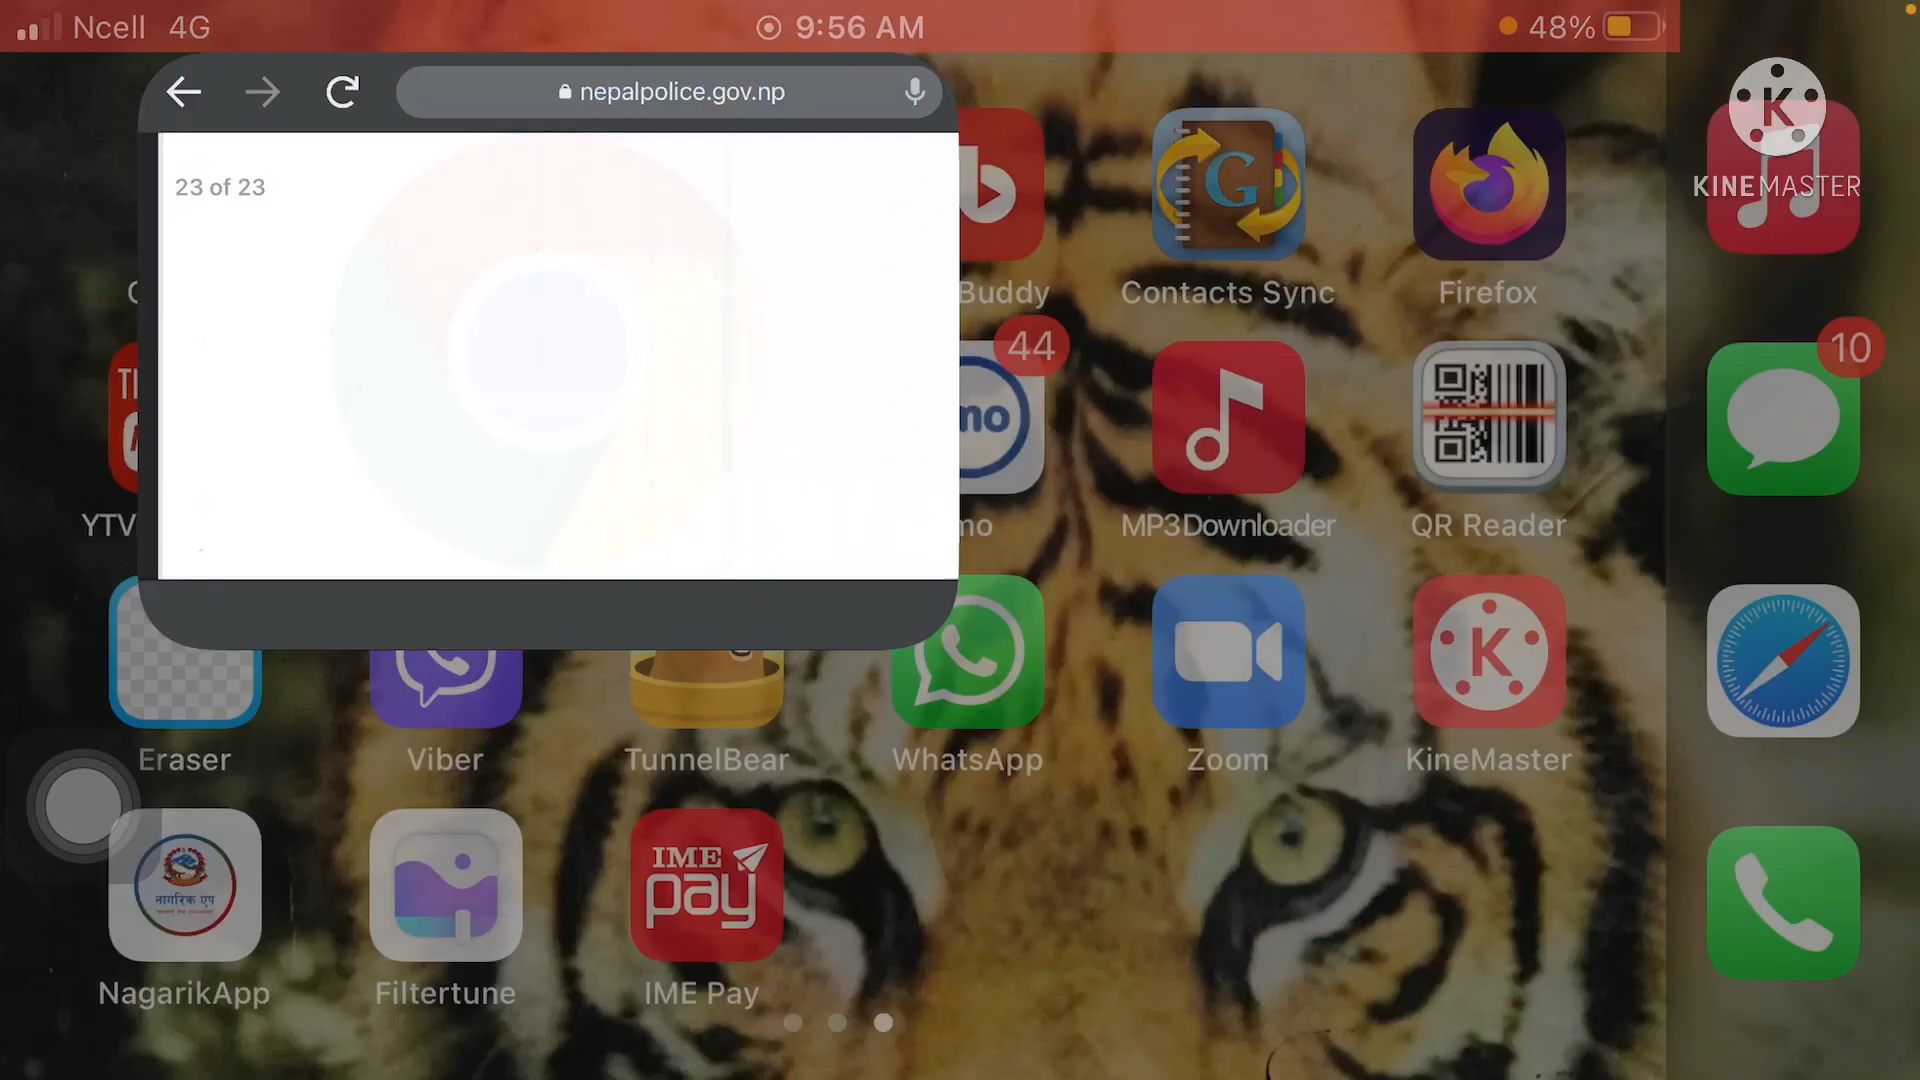 Ncell 4G
9:56 AM
48%
nepalpolice.gov.np
23 of 23
K
KINEMASTER
Buddy
Contacts Sync
G
Firefox
44
10
YTV
mo
MP3Downloader
QR Reader
K
Eraser
Viber
TunnelBear
WhatsApp
Zoom
KineMaster
नागरिक एप
IME
pay
NagarikApp
Filtertune
IME Pay